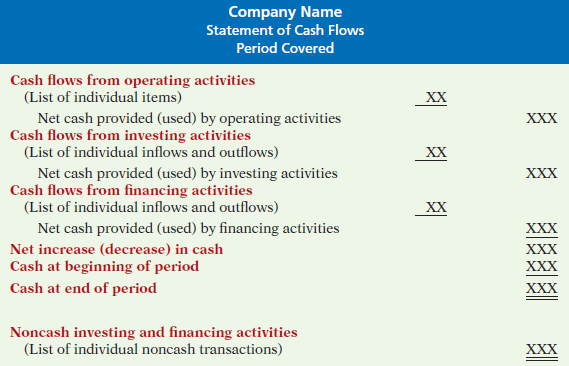 Company Name
Statement of Cash Flows
Period Covered
Cash flows from operating activities
(List of individual items) XX
Net cash provided (used) by operating activities XXX
Cash flows from investing activities
(List of individual inflows and outflows) XX
Net cash provided (used) by investing activities XXX
Cash flows from financing activities
(List of individual inflows and outflows) XX
Net cash provided (used) by financing activities XXX
Net increase (decrease) in cash XXX
Cash at beginning of period XXX
Cash at end of period XXX
Noncash investing and financing activities
(List of individual noncash transactions) XXX